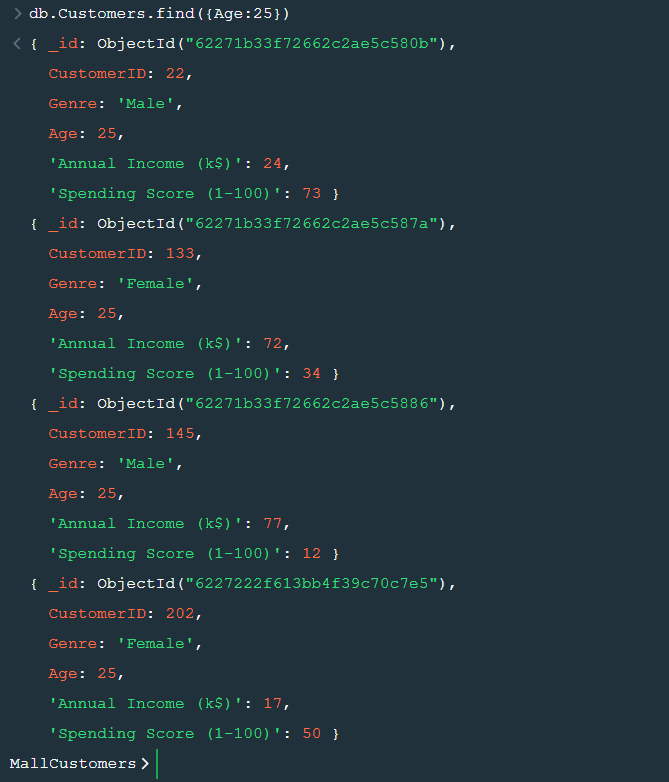 > db.Customers.find({Age:25})
< { _id: ObjectId("62271b33f72662c2ae5c580b"),
CustomerID: 22,
Genre: 'Male',
Age: 25,
'Annual Income (k$)': 24,
'Spending Score (1-100)': 73 }
{ _id: ObjectId("62271b33f72662c2ae5c587a"),
CustomerID: 133,
Genre: 'Female',
Age: 25,
'Annual Income (k$)': 72,
'Spending Score (1-100)': 34 }
{ _id: ObjectId("62271b33f72662c2ae5c5886"),
CustomerID: 145,
Genre: 'Male',
Age: 25,
'Annual Income (k$)': 77,
'Spending Score (1-100)': 12 }
{ _id: ObjectId("6227222f613bb4f39c70c7e5"),
CustomerID: 202,
Genre: 'Female',
Age: 25,
'Annual Income (k$)': 17,
'Spending Score (1-100)': 50 }
MallCustomers>